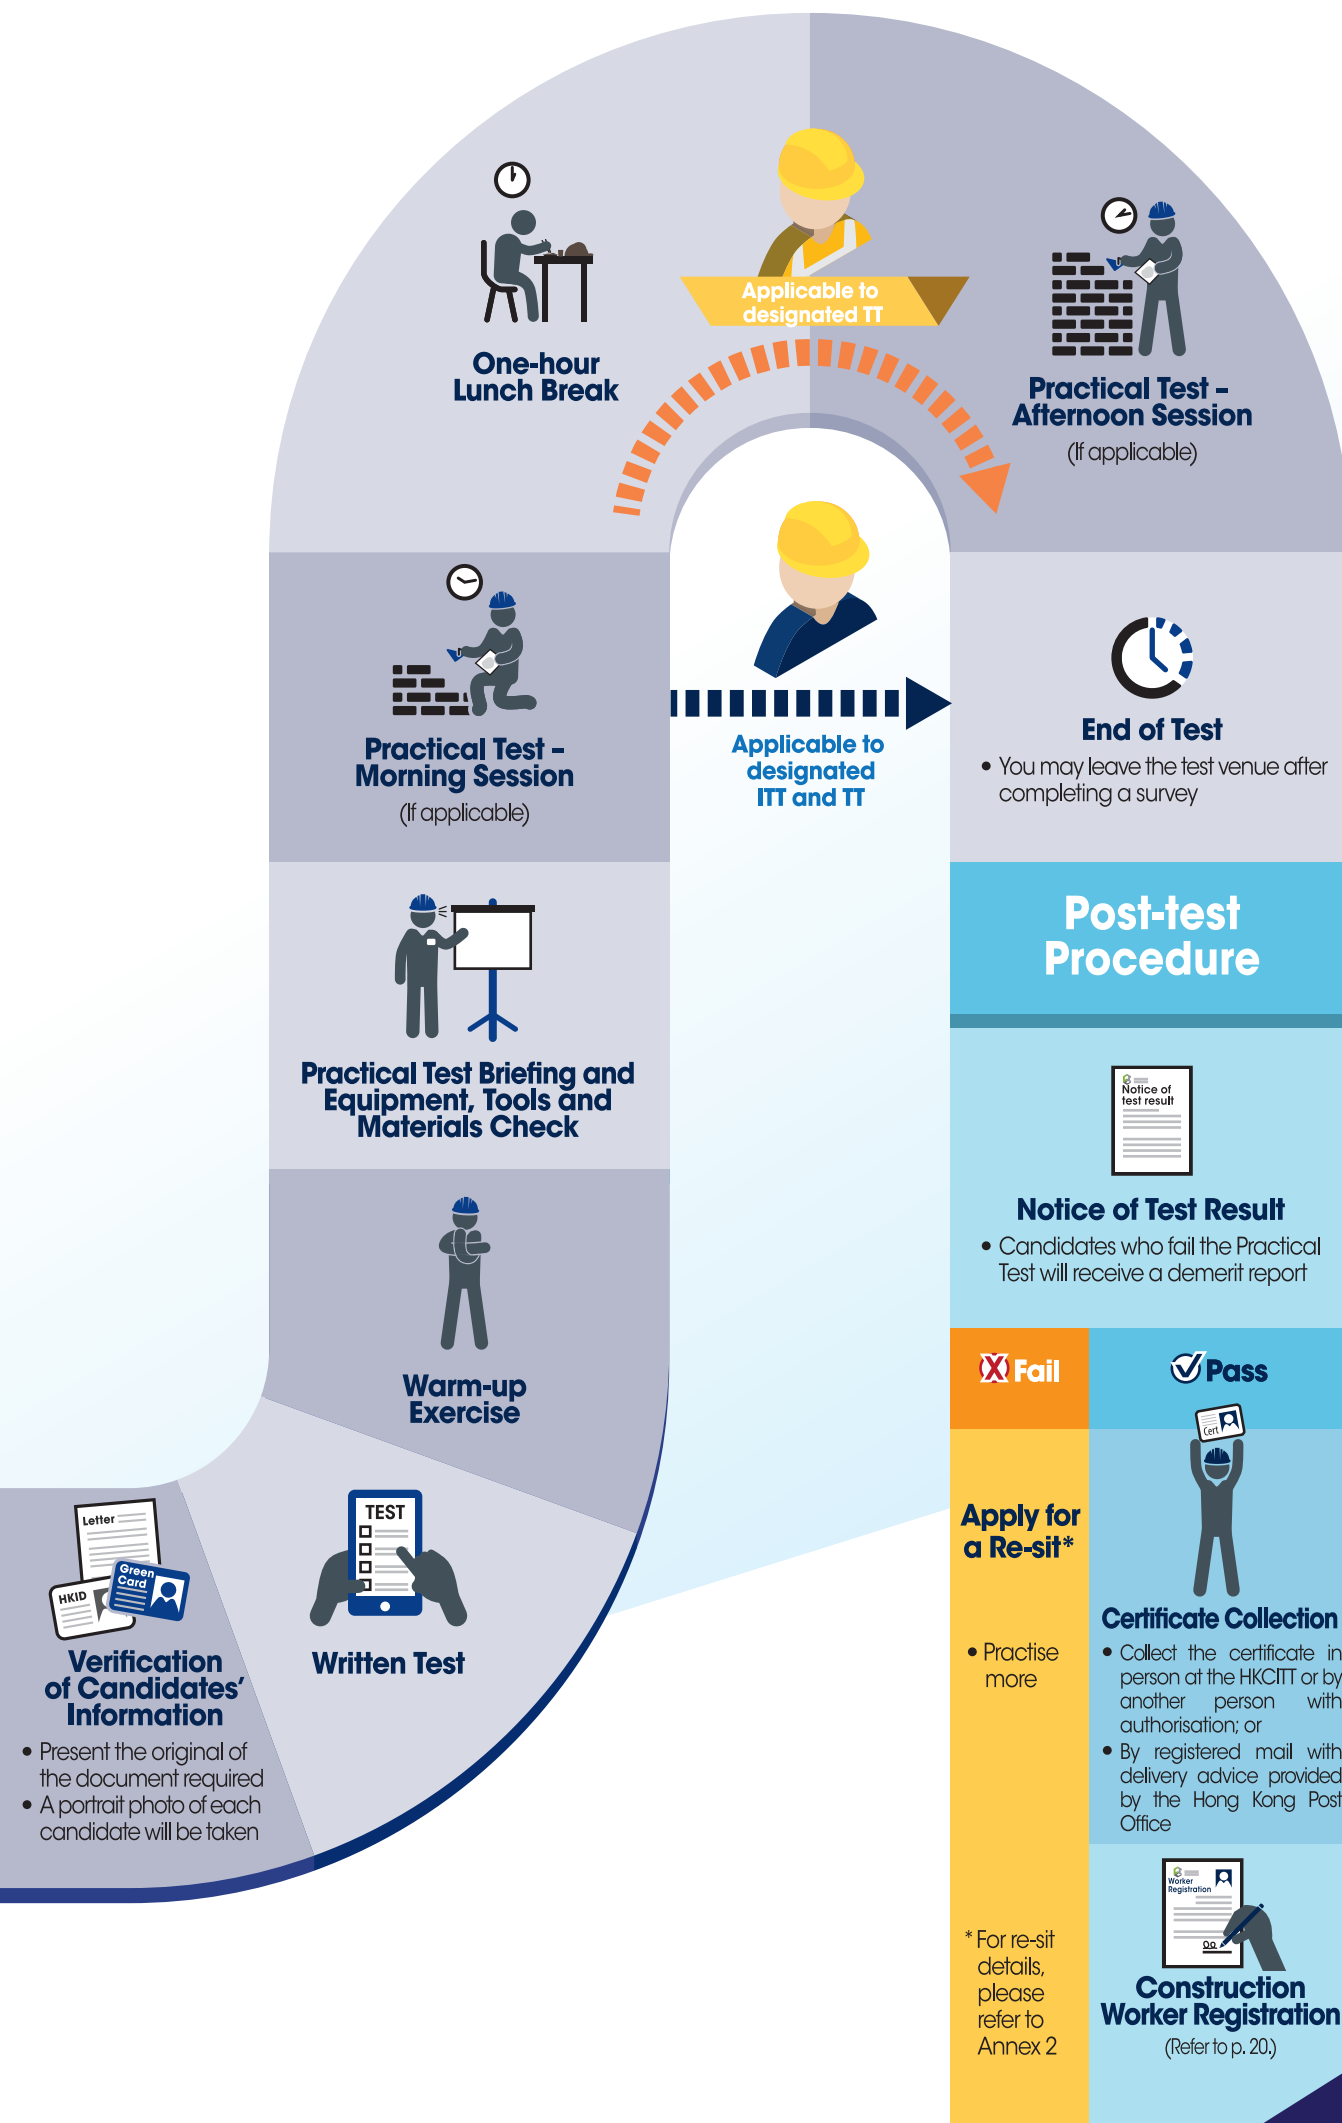 Letter
Green
Card
HKID
Verification
of Candidates'
Information
• Present the original of
the document required
• A portrait photo of each
candidate will be taken
TEST
Written Test
Warm-up
Exercise
Practical Test Briefing and
Equipment, Tools and
Materials Check
Practical Test –
Morning Session
(If applicable)
One-hour
Lunch Break
Applicable to
designated TT
Applicable to
designated
ITT and TT
Practical Test –
Afternoon Session
(If applicable)
End of Test
• You may leave the test venue after
completing a survey
Post-test
Procedure
Notice of
test result
Notice of Test Result
• Candidates who fail the Practical
Test will receive a demerit report
Fail
Apply for
a Re-sit*
• Practise
more
* For re-sit
details,
please
refer to
Annex 2
Pass
Cert
Certificate Collection
• Collect the certificate in
person at the HKCITT or by
another person with
authorisation; or
• By registered mail with
delivery advice provided
by the Hong Kong Post
Office
Worker
Registration
Construction
Worker Registration
(Refer to p. 20.)